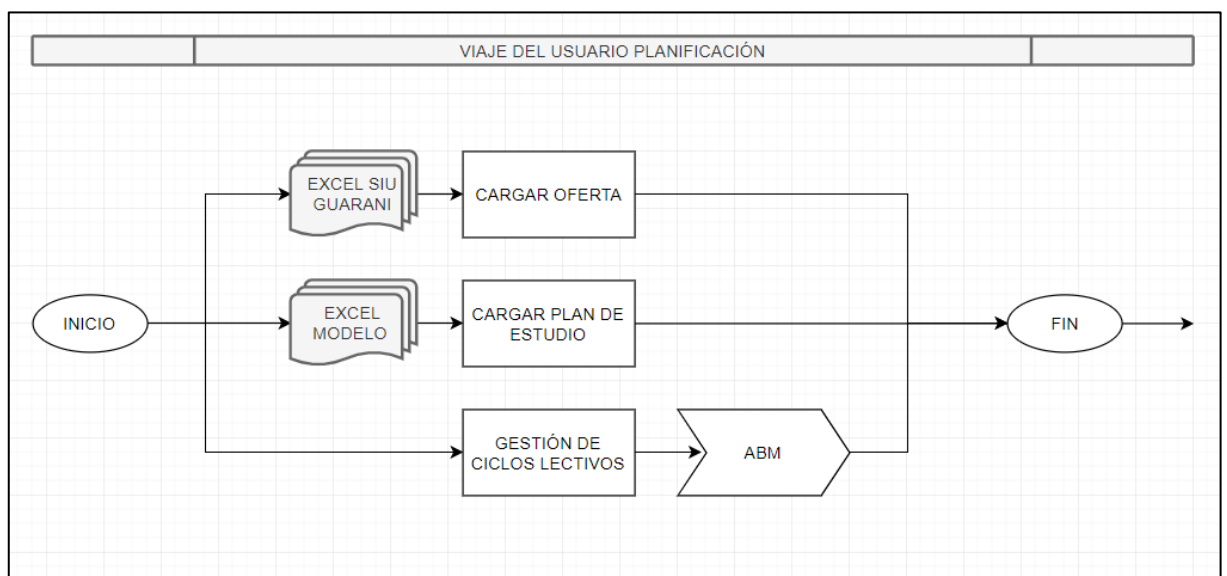 VIAJE DEL USUARIO PLANIFICACIÓN
EXCEL SIU
GUARANI
CARGAR OFERTA
INICIO
EXCEL
MODELO
CARGAR PLAN DE
ESTUDIO
FIN
GESTIÓN DE
CICLOS LECTIVOS
ABM